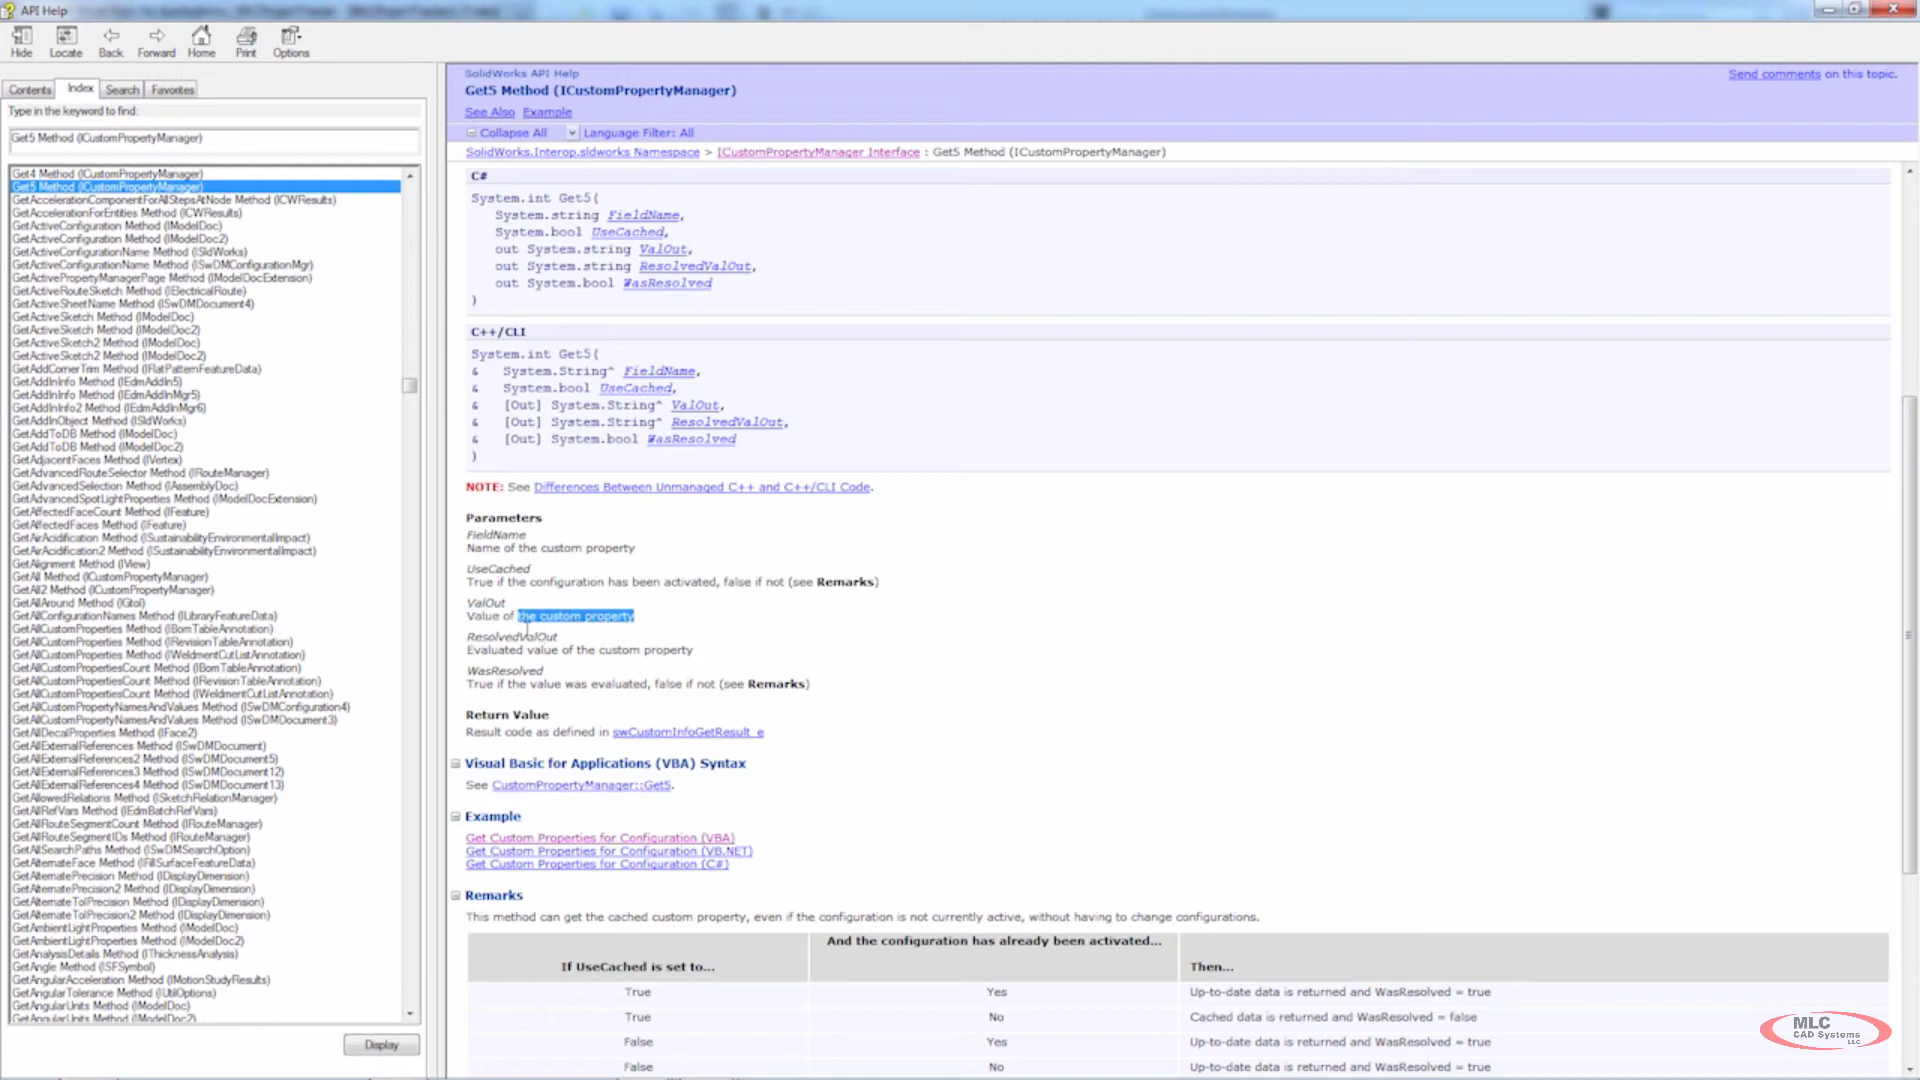 API Help
Hide Locate Back Forward Home Print Options
Contents Index Search Favorites
Type in the keyword to find:
Get5 Method (ICustomPropertyManager)
Get4 Method (ICustomPropertyManager)
Get5 Method (ICustomPropertyManager)
GetAccelerationComponentForAllStepsAtNode Method (ICWResults)
GetAccelerationForEntities Method (ICWResults)
GetActiveConfiguration Method (IModelDoc)
GetActiveConfiguration Method (IModelDoc2)
GetActiveConfigurationName Method (ISldWorks)
GetActiveConfigurationName Method (ISwDMConfigurationMgr)
GetActivePropertyManagerPage Method (IModelDocExtension)
GetActiveRouteSketch Method (IElectricalRoute)
GetActiveSheetName Method (ISwDMDocument4)
GetActiveSketch Method (IModelDoc)
GetActiveSketch Method (IModelDoc2)
GetActiveSketch2 Method (IModelDoc)
GetActiveSketch2 Method (IModelDoc2)
GetAddCornerTrim Method (IFlatPatternFeatureData)
GetAddInInfo Method (IEdmAddIn5)
GetAddInInfo Method (IEdmAddInMgr5)
GetAddInInfo2 Method (IEdmAddInMgr6)
GetAddInObject Method (ISldWorks)
GetAddToDB Method (IModelDoc)
GetAddToDB Method (IModelDoc2)
GetAdjacentFaces Method (IVertex)
GetAdvancedRouteSelector Method (IRouteManager)
GetAdvancedSelection Method (IAssemblyDoc)
GetAdvancedSpotLightProperties Method (IModelDocExtension)
GetAffectedFaceCount Method (IFeature)
GetAffectedFaces Method (IFeature)
GetAirAcidification Method (ISustainabilityEnvironmentalImpact)
GetAirAcidification2 Method (ISustainabilityEnvironmentalImpact)
GetAlignment Method (IView)
GetAll Method (ICustomPropertyManager)
GetAll2 Method (ICustomPropertyManager)
GetAllAround Method (IGtol)
GetAllConfigurationNames Method (ILibraryFeatureData)
GetAllCustomProperties Method (IBomTableAnnotation)
GetAllCustomProperties Method (IRevisionTableAnnotation)
GetAllCustomProperties Method (IWeldmentCutListAnnotation)
GetAllCustomPropertiesCount Method (IBomTableAnnotation)
GetAllCustomPropertiesCount Method (IRevisionTableAnnotation)
GetAllCustomPropertiesCount Method (IWeldmentCutListAnnotation)
GetAllCustomPropertyNamesAndValues Method (ISwDMConfiguration4)
GetAllCustomPropertyNamesAndValues Method (ISwDMDocument3)
GetAllDecalProperties Method (IFace2)
GetAllExternalReferences Method (ISwDMDocument)
GetAllExternalReferences2 Method (ISwDMDocument5)
GetAllExternalReferences3 Method (ISwDMDocument12)
GetAllExternalReferences4 Method (ISwDMDocument13)
GetAllowedRelations Method (ISketchRelationManager)
GetAllRefVars Method (IEdmBatchRefVars)
GetAllRouteSegmentCount Method (IRouteManager)
GetAllRouteSegmentIDs Method (IRouteManager)
GetAllSearchPaths Method (ISwDMSearchOption)
GetAlternateFace Method (IFillSurfaceFeatureData)
GetAlternatePrecision Method (IDisplayDimension)
GetAlternatePrecision2 Method (IDisplayDimension)
GetAlternateTolPrecision Method (IDisplayDimension)
GetAlternateTolPrecision2 Method (IDisplayDimension)
GetAmbientLightProperties Method (IModelDoc)
GetAmbientLightProperties Method (IModelDoc2)
GetAnalysisDetails Method (IThicknessAnalysis)
GetAngle Method (ISFSymbol)
GetAngularAcceleration Method (IMotionStudyResults)
GetAngularTolerance Method (IUtilOptions)
GetAngularUnits Method (IModelDoc)
GetAngularUnits Method (IModelDoc2)
Display
SolidWorks API Help
Send comments on this topic.
Get5 Method (ICustomPropertyManager)
See Also Example
Collapse All Language Filter: All
SolidWorks.Interop.sldworks Namespace > ICustomPropertyManager Interface : Get5 Method (ICustomPropertyManager)
C#
System.int Get5(
System.string FieldName,
System.bool UseCached,
out System.string ValOut,
out System.string ResolvedValOut,
out System.bool WasResolved
)
C++/CLI
System.int Get5(
& System.String^ FieldName,
& System.bool UseCached,
& [Out] System.String^ ValOut,
& [Out] System.String^ ResolvedValOut,
& [Out] System.bool WasResolved
)
NOTE: See Differences Between Unmanaged C++ and C++/CLI Code.
Parameters
FieldName
Name of the custom property
UseCached
True if the configuration has been activated, false if not (see Remarks)
ValOut
Value of the custom property
ResolvedValOut
Evaluated value of the custom property
WasResolved
True if the value was evaluated, false if not (see Remarks)
Return Value
Result code as defined in swCustomInfoGetResult_e
Visual Basic for Applications (VBA) Syntax
See CustomPropertyManager::Get5.
Example
Get Custom Properties for Configuration (VBA)
Get Custom Properties for Configuration (VB.NET)
Get Custom Properties for Configuration (C#)
Remarks
This method can get the cached custom property, even if the configuration is not currently active, without having to change configurations.
If UseCached is set to... And the configuration has already been activated... Then...
True Yes Up-to-date data is returned and WasResolved = true
True No Cached data is returned and WasResolved = false
False Yes Up-to-date data is returned and WasResolved = true
False No Up-to-date data is returned and WasResolved = true
MLC
CAD Systems
LLC